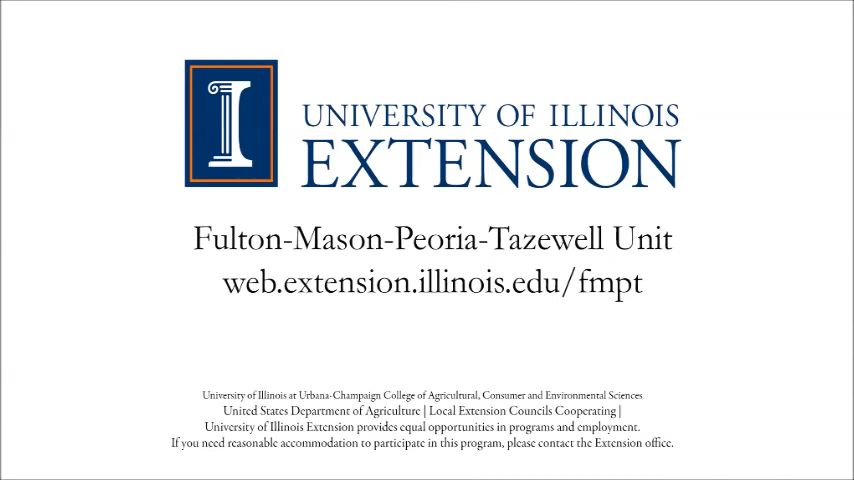 I
UNIVERSITY OF ILLINOIS
EXTENSION
Fulton-Mason-Peoria-Tazewell Unit
web.extension.illinois.edu/fmpt
University of Illinois at Urbana-Champaign College of Agricultural, Consumer and Environmental Sciences
United States Department of Agriculture | Local Extension Councils Cooperating |
University of Illinois Extension provides equal opportunities in programs and employment.
If you need reasonable accommodation to participate in this program, please contact the Extension office.